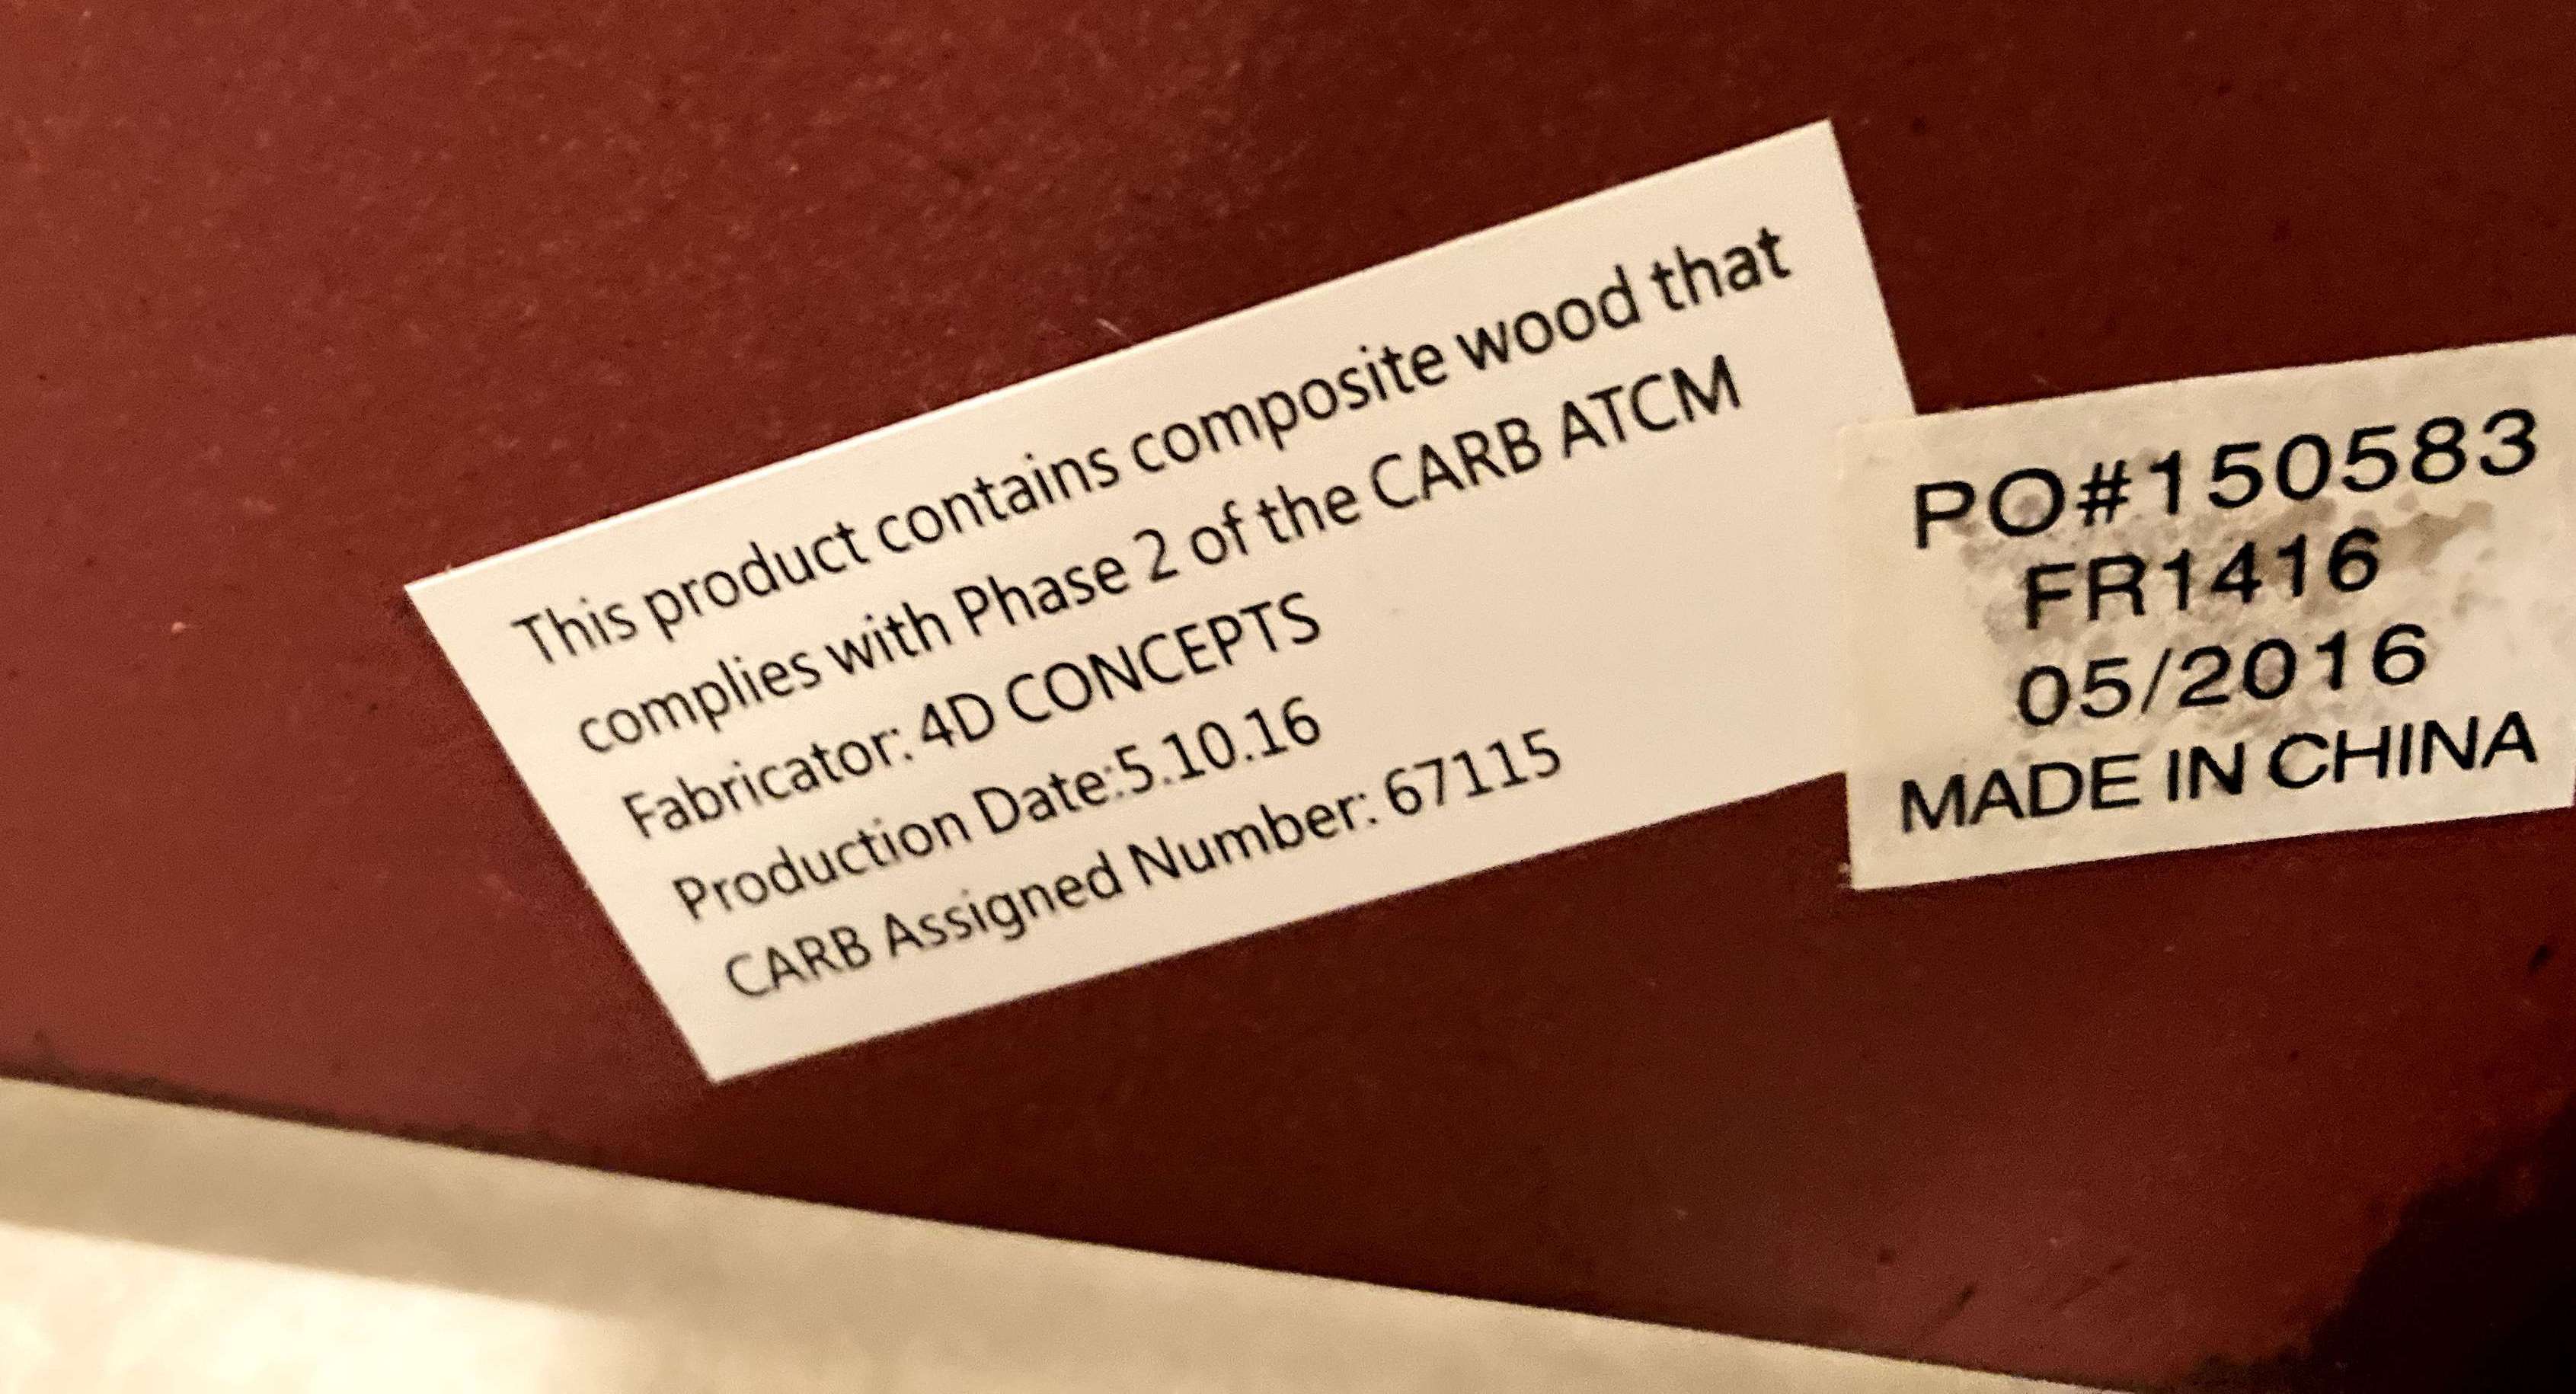 This product contains composite wood that
complies with Phase 2 of the CARB ATCM
Fabricator: 4D CONCEPTS
Production Date:5.10.16
CARB Assigned Number: 67115
PO#150583
FR1416
05/2016
MADE IN CHINA